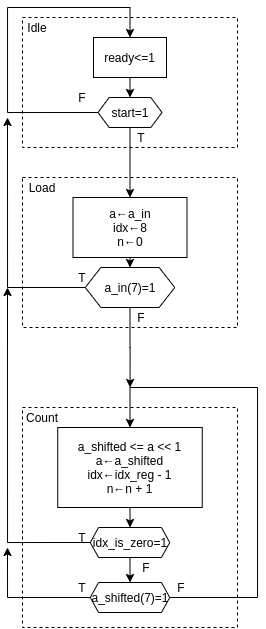 Idle
ready<=1
F
start=1
T
Load
a←a_in
idx←8
n←0
T
a_in(7)=1
F
Count
a_shifted <= a << 1
a←a_shifted
idx←idx_reg - 1
n←n + 1
T
idx_is_zero=1
F
T
a_shifted(7)=1
F